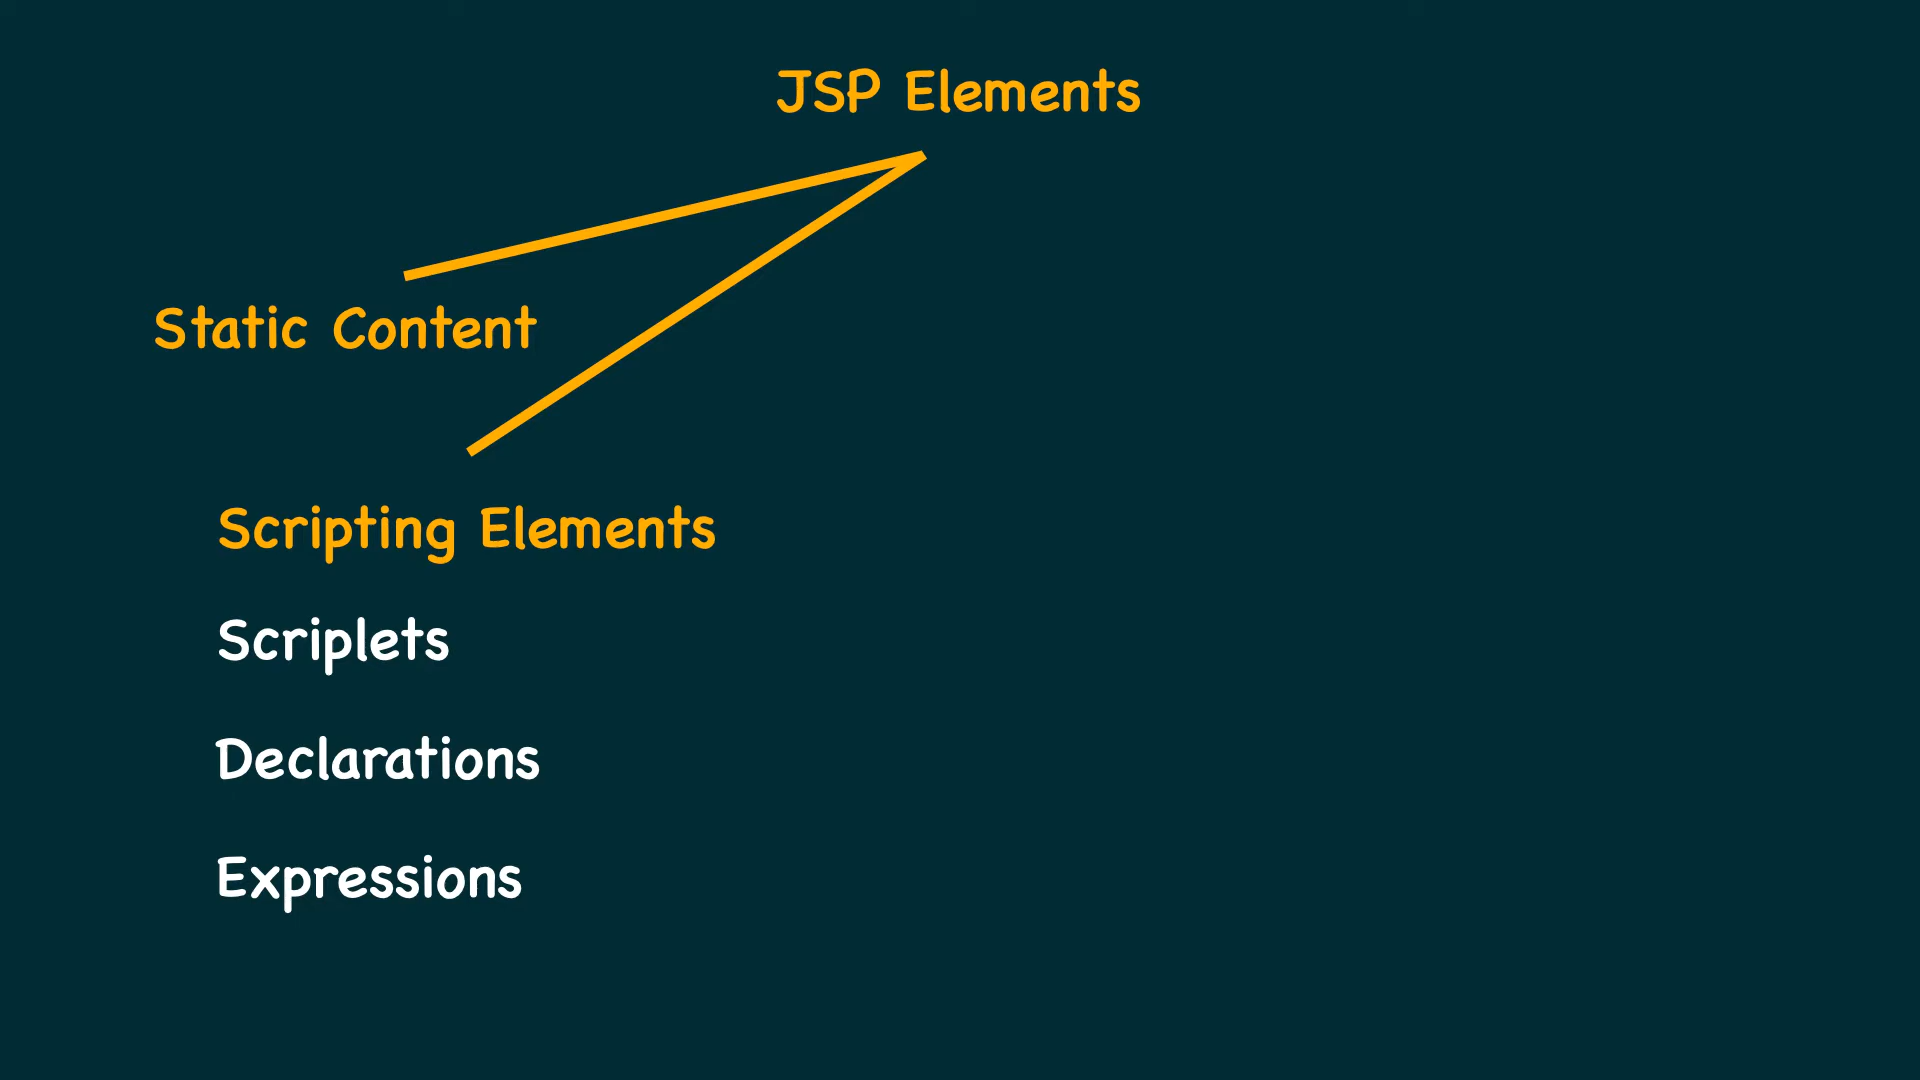 JSP Elements
Static Content
Scripting Elements
Scriplets
Declarations
Expressions